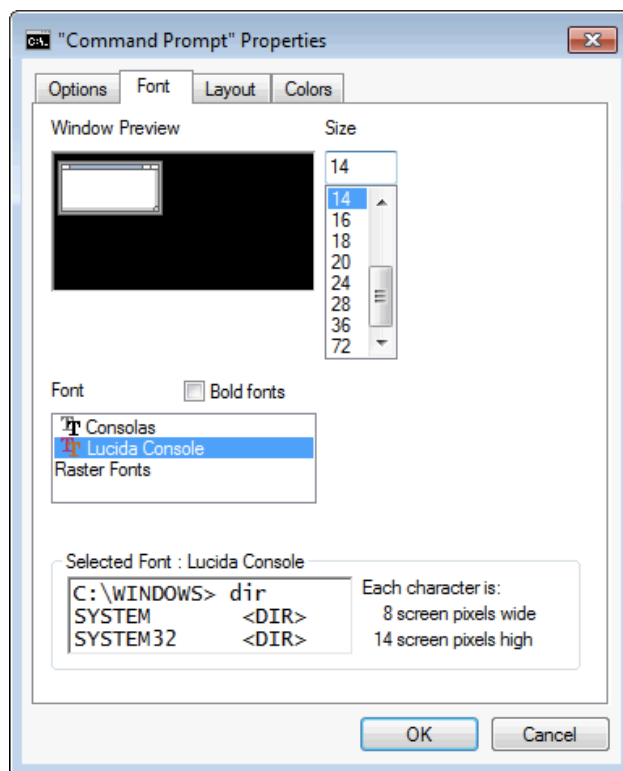 "Command Prompt" Properties
Options Font Layout Colors
Window Preview
Size
14
14
16
18
20
24
28
36
72
Font
Bold fonts
Consolas
Lucida Console
Raster Fonts
Selected Font : Lucida Console
C:\WINDOWS> dir
SYSTEM <DIR>
SYSTEM32 <DIR>
Each character is:
8 screen pixels wide
14 screen pixels high
OK
Cancel